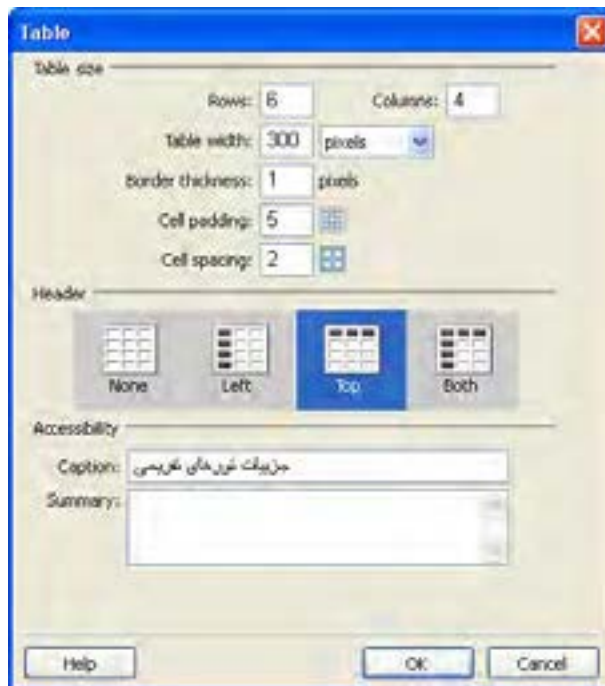 Table
Table size
Rows: 6 Columns: 4
Table width: 300 pixels
Border thickness: 1 pixels
Cell padding: 5
Cell spacing: 2
Header
None Left Top Both
Accessibility
Caption: جزییات تورهای تفریحی
Summary:
Help OK Cancel